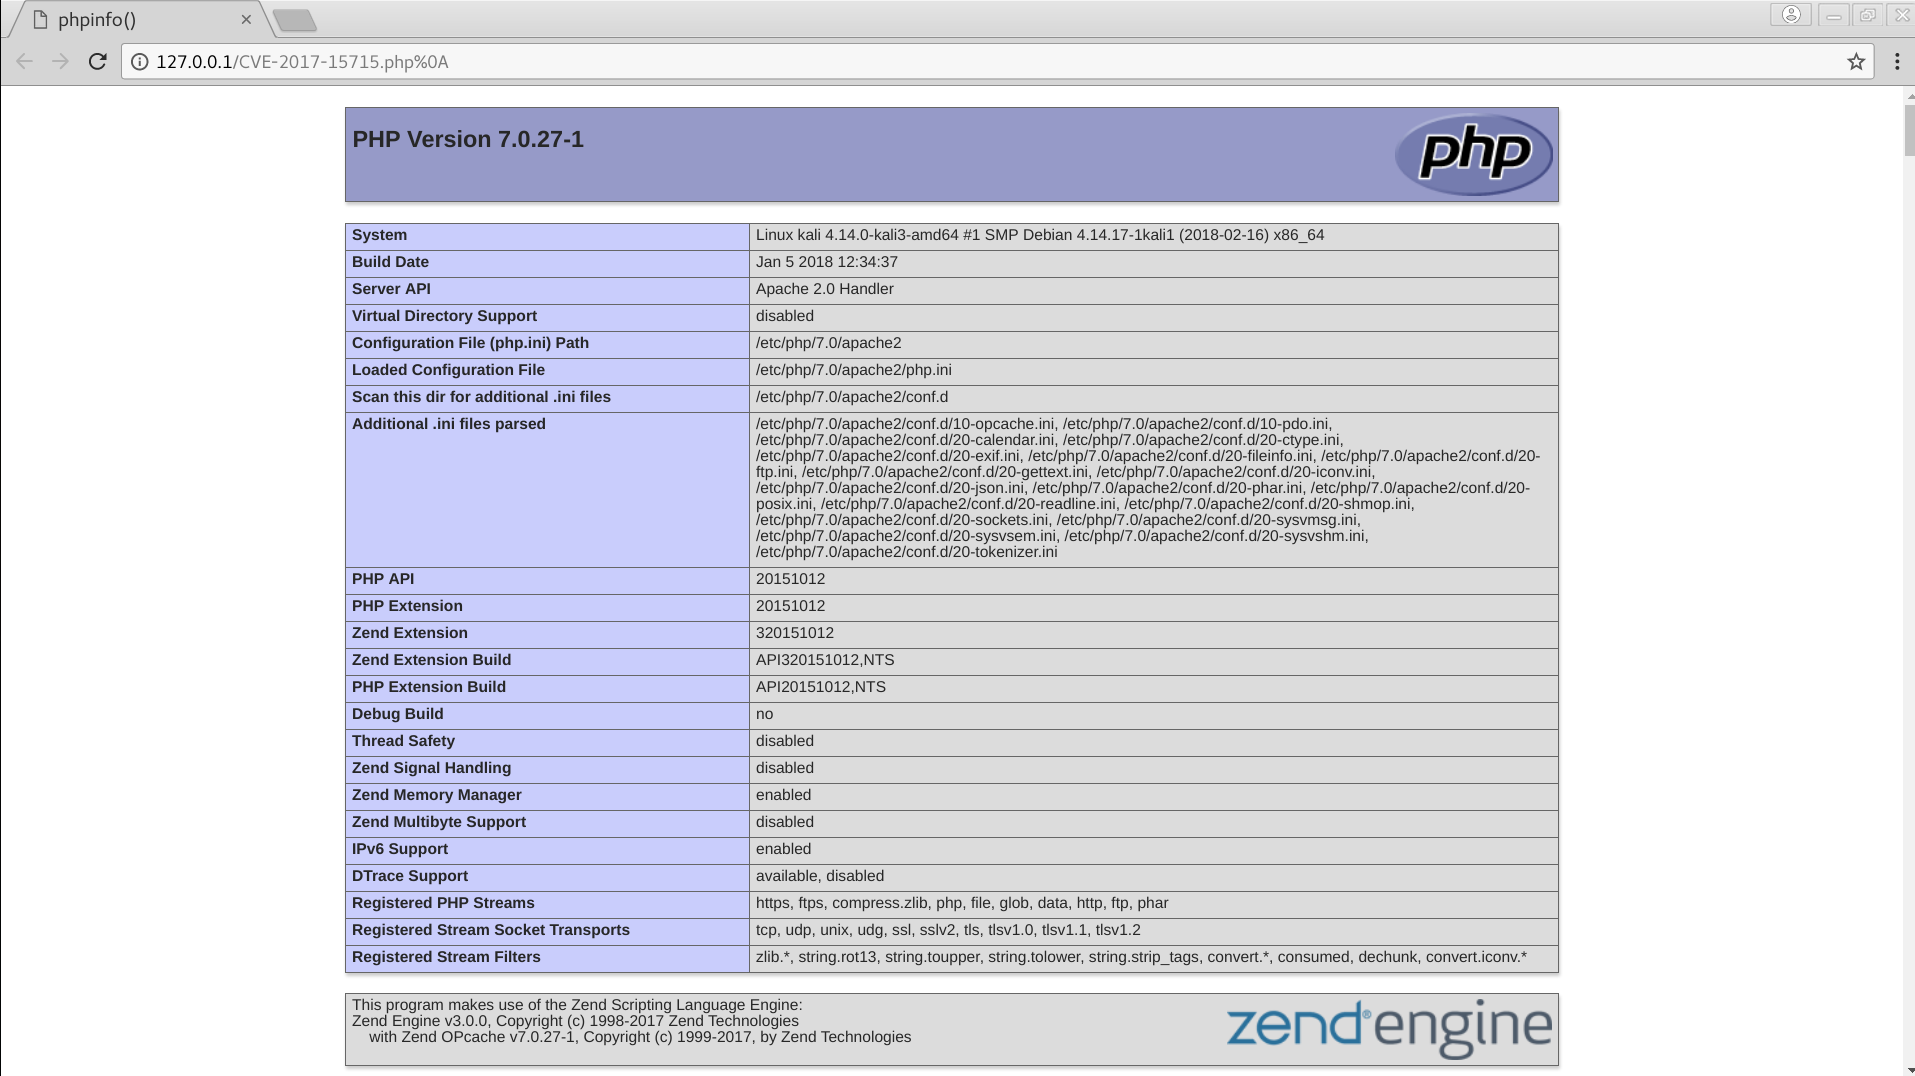 phpinfo()
127.0.0.1/CVE-2017-15715.php%0A
PHP Version 7.0.27-1
php
System Linux kali 4.14.0-kali3-amd64 #1 SMP Debian 4.14.17-1kali1 (2018-02-16) x86_64
Build Date Jan 5 2018 12:34:37
Server API Apache 2.0 Handler
Virtual Directory Support disabled
Configuration File (php.ini) Path /etc/php/7.0/apache2
Loaded Configuration File /etc/php/7.0/apache2/php.ini
Scan this dir for additional .ini files /etc/php/7.0/apache2/conf.d
Additional .ini files parsed /etc/php/7.0/apache2/conf.d/10-opcache.ini, /etc/php/7.0/apache2/conf.d/10-pdo.ini,
/etc/php/7.0/apache2/conf.d/20-calendar.ini, /etc/php/7.0/apache2/conf.d/20-ctype.ini,
/etc/php/7.0/apache2/conf.d/20-exif.ini, /etc/php/7.0/apache2/conf.d/20-fileinfo.ini, /etc/php/7.0/apache2/conf.d/20-
ftp.ini, /etc/php/7.0/apache2/conf.d/20-gettext.ini, /etc/php/7.0/apache2/conf.d/20-iconv.ini,
/etc/php/7.0/apache2/conf.d/20-json.ini, /etc/php/7.0/apache2/conf.d/20-phar.ini, /etc/php/7.0/apache2/conf.d/20-
posix.ini, /etc/php/7.0/apache2/conf.d/20-readline.ini, /etc/php/7.0/apache2/conf.d/20-shmop.ini,
/etc/php/7.0/apache2/conf.d/20-sockets.ini, /etc/php/7.0/apache2/conf.d/20-sysvmsg.ini,
/etc/php/7.0/apache2/conf.d/20-sysvsem.ini, /etc/php/7.0/apache2/conf.d/20-sysvshm.ini,
/etc/php/7.0/apache2/conf.d/20-tokenizer.ini
PHP API 20151012
PHP Extension 20151012
Zend Extension 320151012
Zend Extension Build API320151012,NTS
PHP Extension Build API20151012,NTS
Debug Build no
Thread Safety disabled
Zend Signal Handling disabled
Zend Memory Manager enabled
Zend Multibyte Support disabled
IPv6 Support enabled
DTrace Support available, disabled
Registered PHP Streams https, ftps, compress.zlib, php, file, glob, data, http, ftp, phar
Registered Stream Socket Transports tcp, udp, unix, udg, ssl, sslv2, tls, tlsv1.0, tlsv1.1, tlsv1.2
Registered Stream Filters zlib.*, string.rot13, string.toupper, string.tolower, string.strip_tags, convert.*, consumed, dechunk, convert.iconv.*
This program makes use of the Zend Scripting Language Engine:
Zend Engine v3.0.0, Copyright (c) 1998-2017 Zend Technologies
with Zend OPcache v7.0.27-1, Copyright (c) 1999-2017, by Zend Technologies
zend®engine